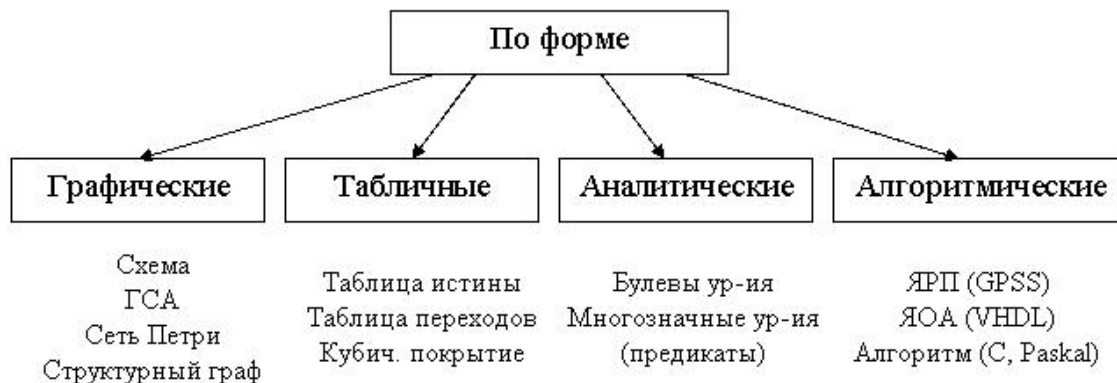 По форме
Графические
Табличные
Аналитические
Алгоритмические
Схема
ГСА
Сеть Петри
Структурный граф
Таблица истины
Таблица переходов
Кубич. покрытие
Булевы ур-ия
Многозначные ур-ия
(предикаты)
ЯРП (GPSS)
ЯОА (VHDL)
Алгоритм (C, Paskal)